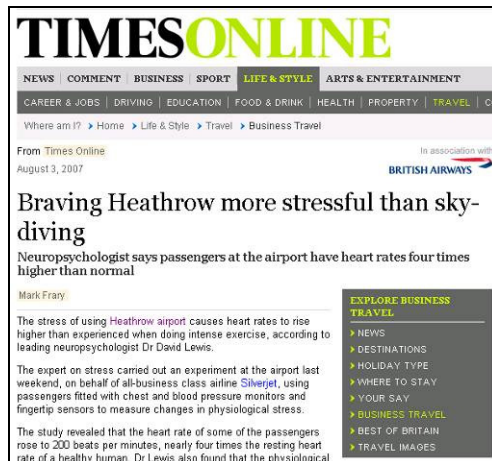 TIMESONLINE
NEWS | COMMENT | BUSINESS | SPORT | LIFE & STYLE | ARTS & ENTERTAINMENT
CAREER & JOBS | DRIVING | EDUCATION | FOOD & DRINK | HEALTH | PROPERTY | TRAVEL |
Where am I? Home Life & Style Travel Business Travel
From Times Online
In association with
August 3, 2007
BRITISH AIRWAYS
Braving Heathrow more stressful than sky-
diving
Neuropsychologist says passengers at the airport have heart rates four times
higher than normal
Mark Frary
The stress of using Heathrow airport causes heart rates to rise
higher than experienced when doing intense exercise, according to
leading neuropsychologist Dr David Lewis.
The expert on stress carried out an experiment at the airport last
weekend, on behalf of all-business class airline Silverjet, using
passengers fitted with chest and blood pressure monitors and
fingertip sensors to measure changes in physiological stress.
The study revealed that the heart rate of some of the passengers
rose to 200 beats per minutes, nearly four times the resting heart
rate of a healthy human. Dr Lewis also found that the physiological
EXPLORE BUSINESS
TRAVEL
NEWS
DESTINATIONS
HOLIDAY TYPE
WHERE TO STAY
YOUR SAY
BUSINESS TRAVEL
BEST OF BRITAIN
TRAVEL IMAGES